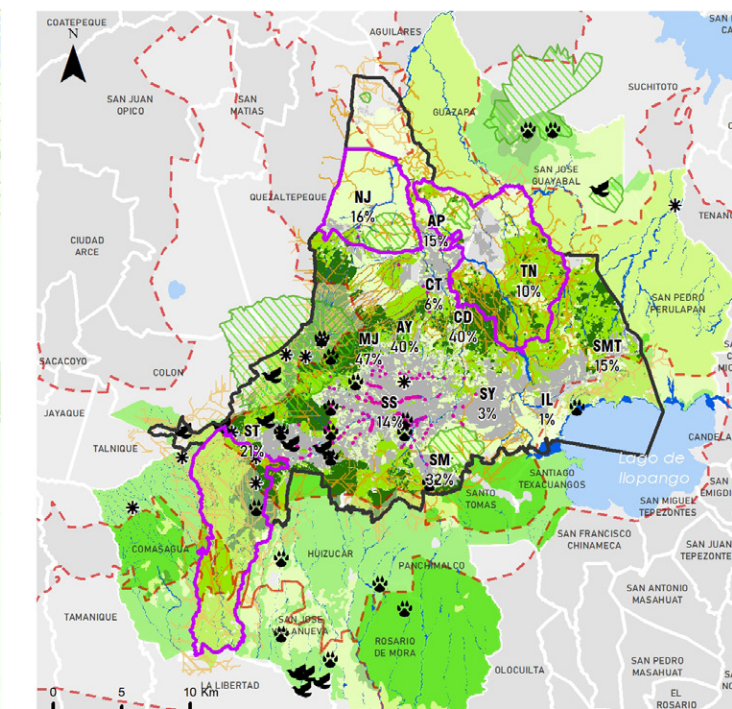 COATEPEQUE
N
AGUILARES
SAN JUAN
OPICO
SAN
MATIAS
SUCHITOTO
GUAZAPA
SAN JOSE
GUAYABAL
QUEZALTEPEQUE
NJ
16%
AP
15%
CIUDAD
ARCE
TN
10%
CT
6%
SAN PEDRO
PERULAPAN
CD
40%
AY
40%
MJ
47%
SMT
15%
SACACOYO
COLON
SS
14%
SY
3%
IL
1%
JAYAQUE
TALNIQUE
ST
21%
SM
32%
CANDELA
Lago de
Ilopango
SANTIAGO
TEXACUANGOS
SANTO
TOMAS
SAN MIGUEL
TEPEZONTES
SAN FRANCISCO
CHINAMECA
COMASAGUA
HUIZUCAR
PANCHIMALCO
SAN JUAN
TEPEZONTE
SAN ANTONIO
MASAHUAT
TAMANIQUE
SAN JOSE
ROSARIO
DE MORA
OLOCUILTA
SAN PEDRO
MASAHUAT
LA LIBERTAD
EL
ROSARIO
0 5 10 Km